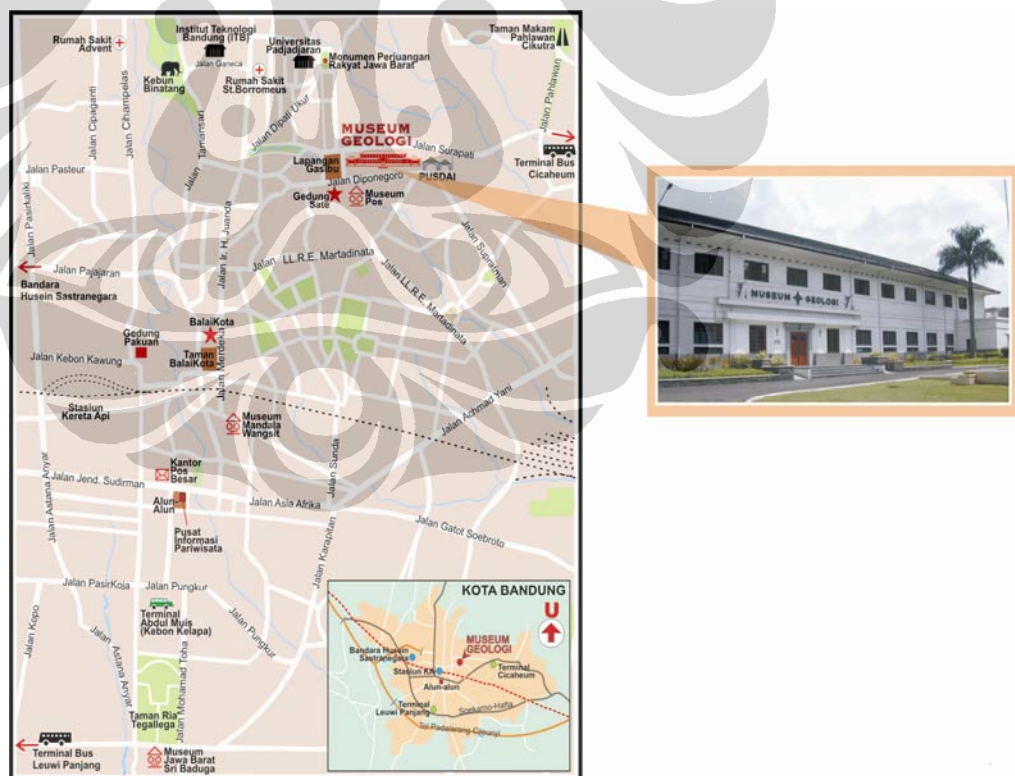 Rumah Sakit
Advent
Institut Teknologi
Bandung (ITB)
Jalan Ganeca
Universitas
Padjadjaran
Monumen Perjuangan
Rakyat Jawa Barat
Taman Makam
Pahlawan
Cikutra
Kebun
Binatang
Rumah Sakit
St.Borromeus
Jalan Cipaganti
Jalan Cihampelas
Jalan Tamansari
Jalan Dipati Ukur
Jalan Pahlawan
MUSEUM
GEOLOGI
Jalan Surapati
Terminal Bus
Cicaheum
Jalan Pasteur
Lapangan
Gasibu
PUSDAI
Jalan Diponegoro
Gedung
Sate
Museum
Pos
Jalan Pasirkaliki
Jalan Ir. H. Juanda
Jalan Supratman
Jalan LL.R.E. Martadinata
Jalan LL.R.E. Martadinata
Jalan Pajajaran
Bandara
Husein Sastranegara
MUSEUM GEOLOGI
BalaiKota
Gedung
Pakuan
Taman
BalaiKota
Jalan Merdeka
Jalan Kebon Kawung
Stasiun
Kereta Api
Museum
Mandala
Wangsit
Jalan Achmad Yani
Jalan Sunda
Kantor
Pos
Besar
Jalan Jend. Sudirman
Jalan Astana Anyar
Alun-
Alun
Jalan Asia Afrika
Jalan Gatot Soebroto
Pusat
Informasi
Pariwisata
Jalan Karapitan
Jalan PasirKoja
Jalan Pungkur
Terminal
Abdul Muis
(Kebon Kelapa)
Jalan Pungkur
Jalan Kopo
Jalan Astana Anyar
Jalan Mohamad Toha
Taman Ria
Tegallega
Terminal Bus
Leuwi Panjang
Museum
Jawa Barat
Sri Baduga
KOTA BANDUNG
U
MUSEUM
GEOLOGI
Bandara Husein
Sastranegara
Stasiun KA
Terminal
Cicaheum
Alun-alun
Terminal
Leuwi Panjang
Soekarno-Hatta
Tol Padalarang-Cileunyi